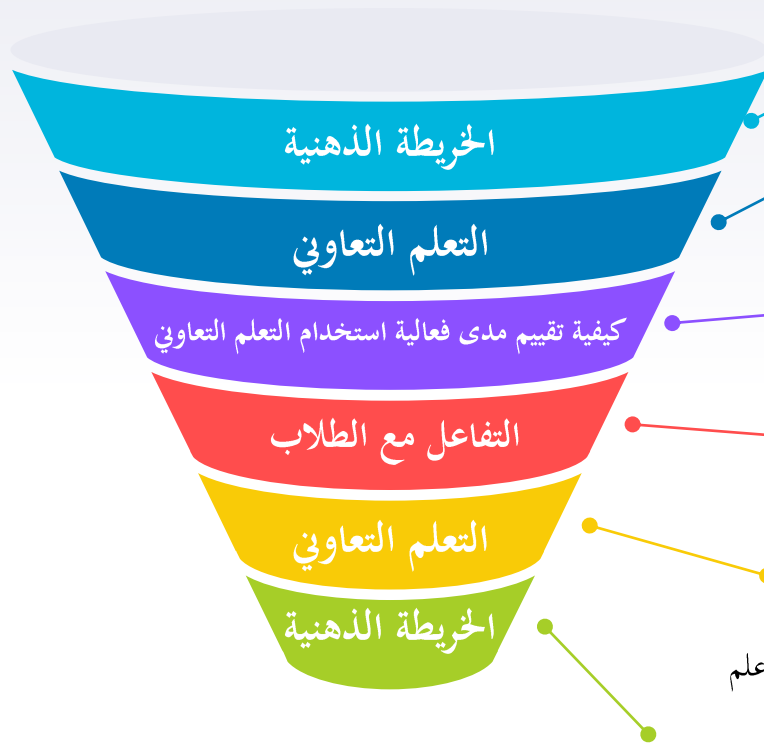 الخريطة الذهنية
التعلم التعاوني
كيفية تقييم مدى فعالية استخدام التعلم التعاوني
التفاعل مع الطلاب
التعلم التعاوني
الخريطة الذهنية